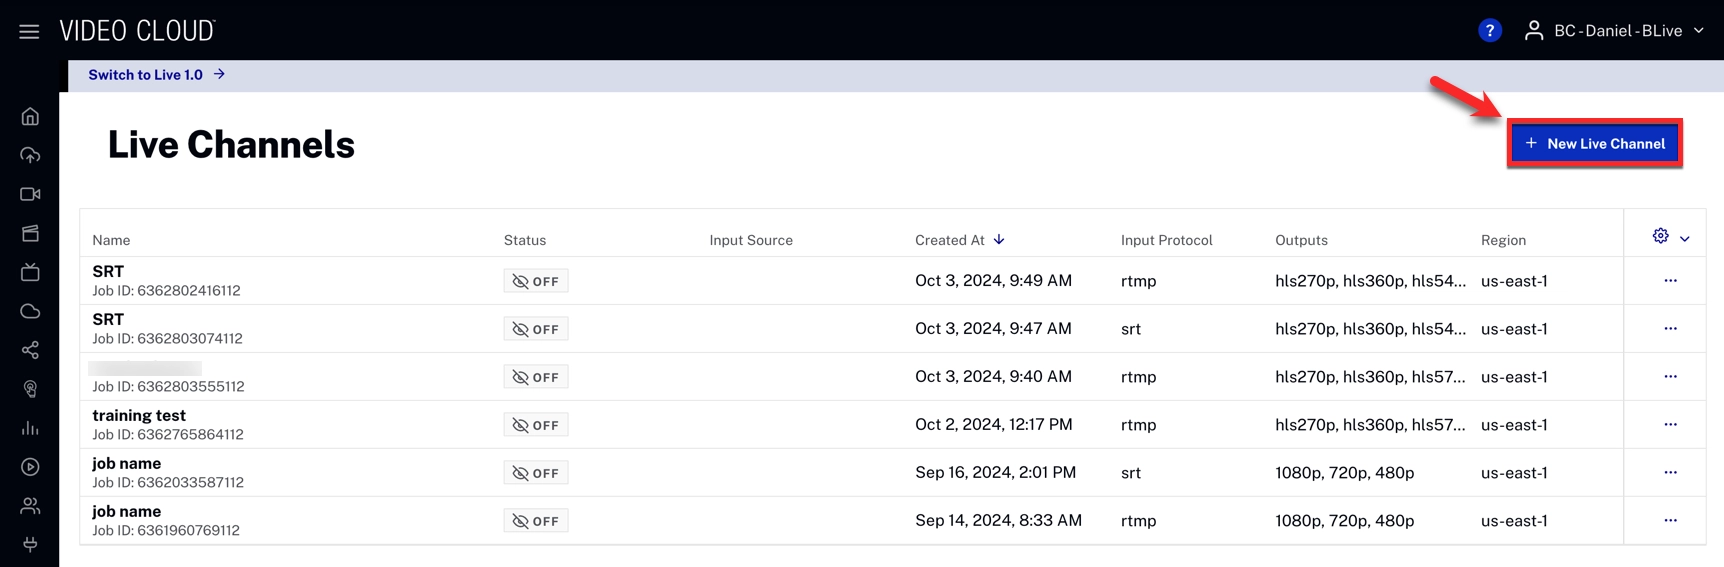 VIDEO CLOUD™
?
BC - Daniel - BLive
Switch to Live 1.0 →
Live Channels
+ New Live Channel
Name Status Input Source Created At ↓ Input Protocol Outputs Region
SRT
Job ID: 6362802416112
OFF Oct 3, 2024, 9:49 AM rtmp hls270p, hls360p, hls54... us-east-1 ...
SRT
Job ID: 6362803074112
OFF Oct 3, 2024, 9:47 AM srt hls270p, hls360p, hls54... us-east-1 ...
Job ID: 6362803555112
OFF Oct 3, 2024, 9:40 AM rtmp hls270p, hls360p, hls57... us-east-1 ...
training test
Job ID: 6362765864112
OFF Oct 2, 2024, 12:17 PM rtmp hls270p, hls360p, hls57... us-east-1 ...
job name
Job ID: 6362033587112
OFF Sep 16, 2024, 2:01 PM srt 1080p, 720p, 480p us-east-1 ...
job name
Job ID: 6361960769112
OFF Sep 14, 2024, 8:33 AM rtmp 1080p, 720p, 480p us-east-1 ...